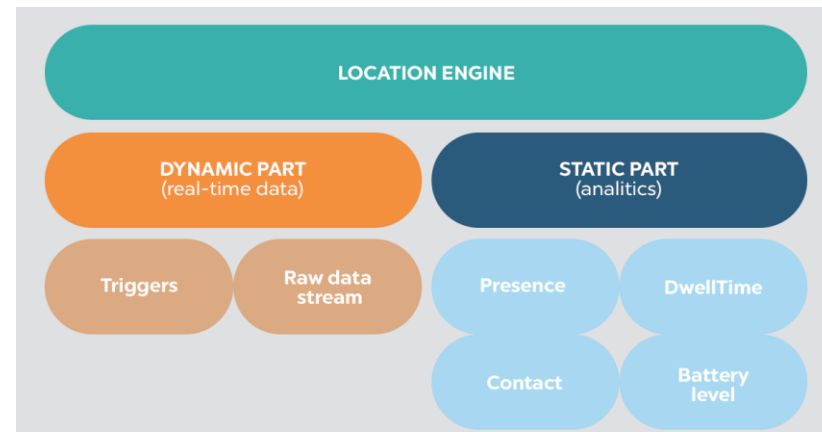 LOCATION ENGINE
DYNAMIC PART
(real-time data)
STATIC PART
(analitics)
Triggers
Raw data
stream
Presence
DwellTime
Contact
Battery
level